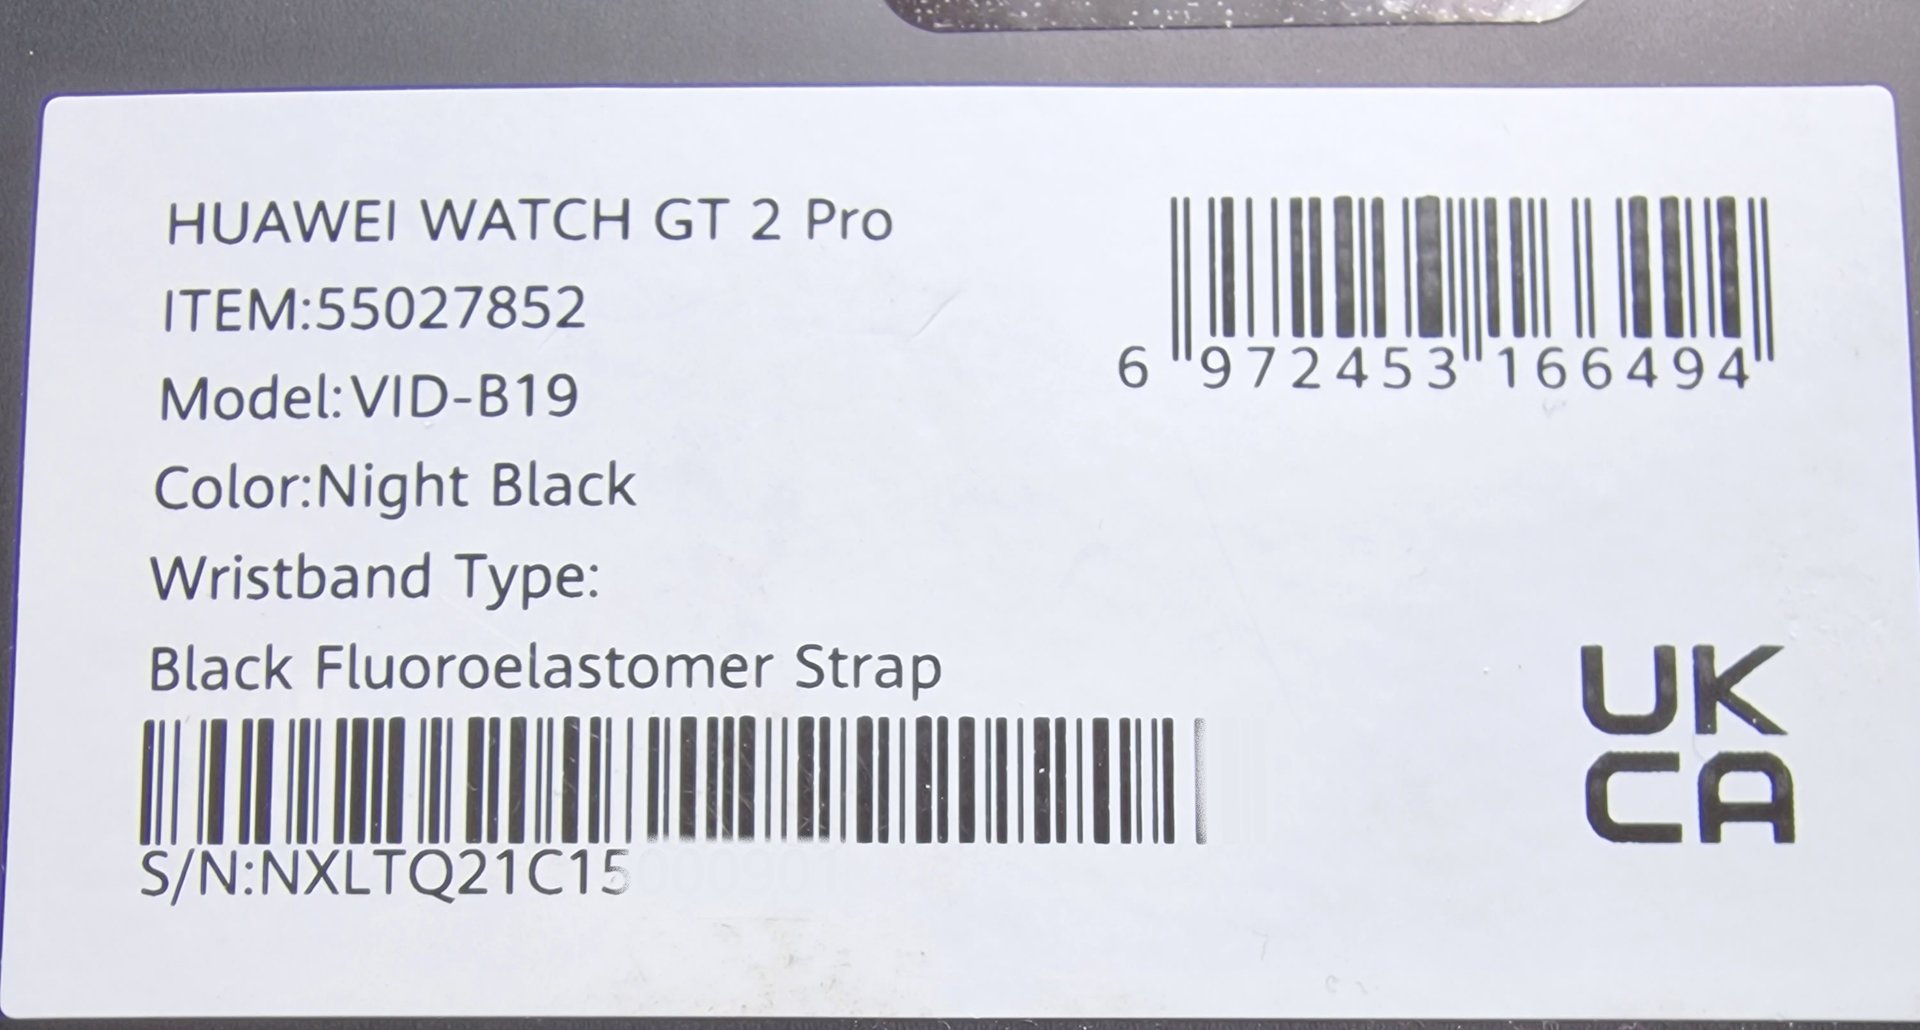 HUAWEI WATCH GT 2 Pro
ITEM:55027852
Model:VID-B19
Color:Night Black
Wristband Type:
Black Fluoroelastomer Strap
S/N:NXLTQ21C15
6 972453 166494
UK
CA